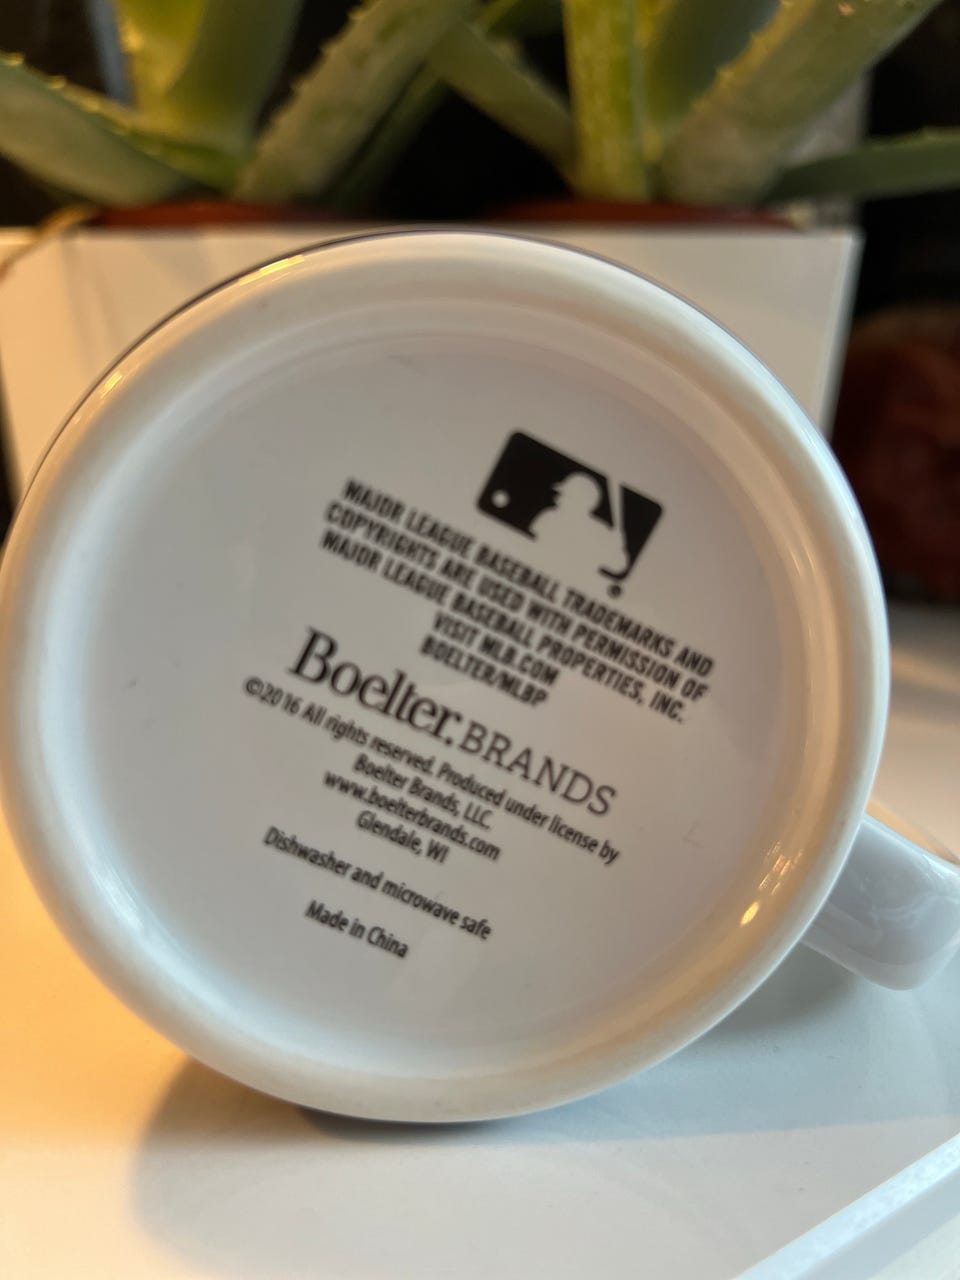 MAJOR LEAGUE BASEBALL TRADEMARKS AND
COPYRIGHTS ARE USED WITH PERMISSION OF
MAJOR LEAGUE BASEBALL PROPERTIES, INC.
VISIT MLB.COM
BOELTER/MLBP
Boelter. BRANDS
©2016 All rights reserved. Produced under license by
Boelter Brands, LLC.
www.boelterbrands.com
Glendale, WI
Dishwasher and microwave safe
Made in China